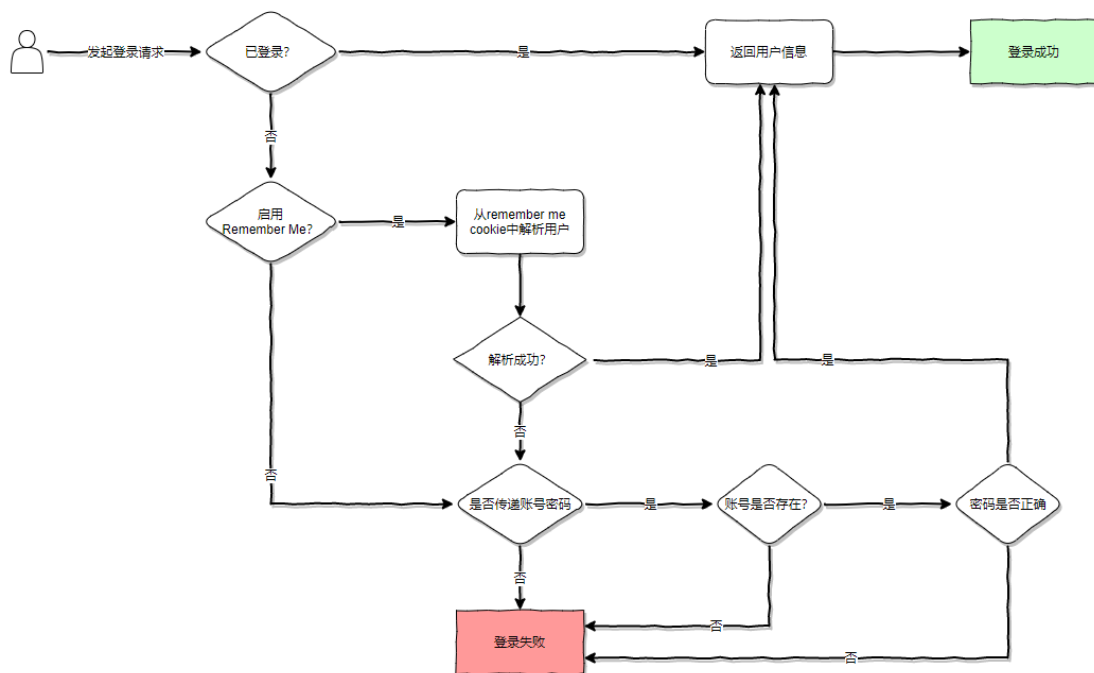 发起登录请求
已登录?
是
返回用户信息
登录成功
否
启用
Remember Me?
是
从remember me
cookie中解析用户
解析成功?
是
是
否
否
是否传递账号密码
是
账号是否存在?
是
密码是否正确
否
否
否
登录失败